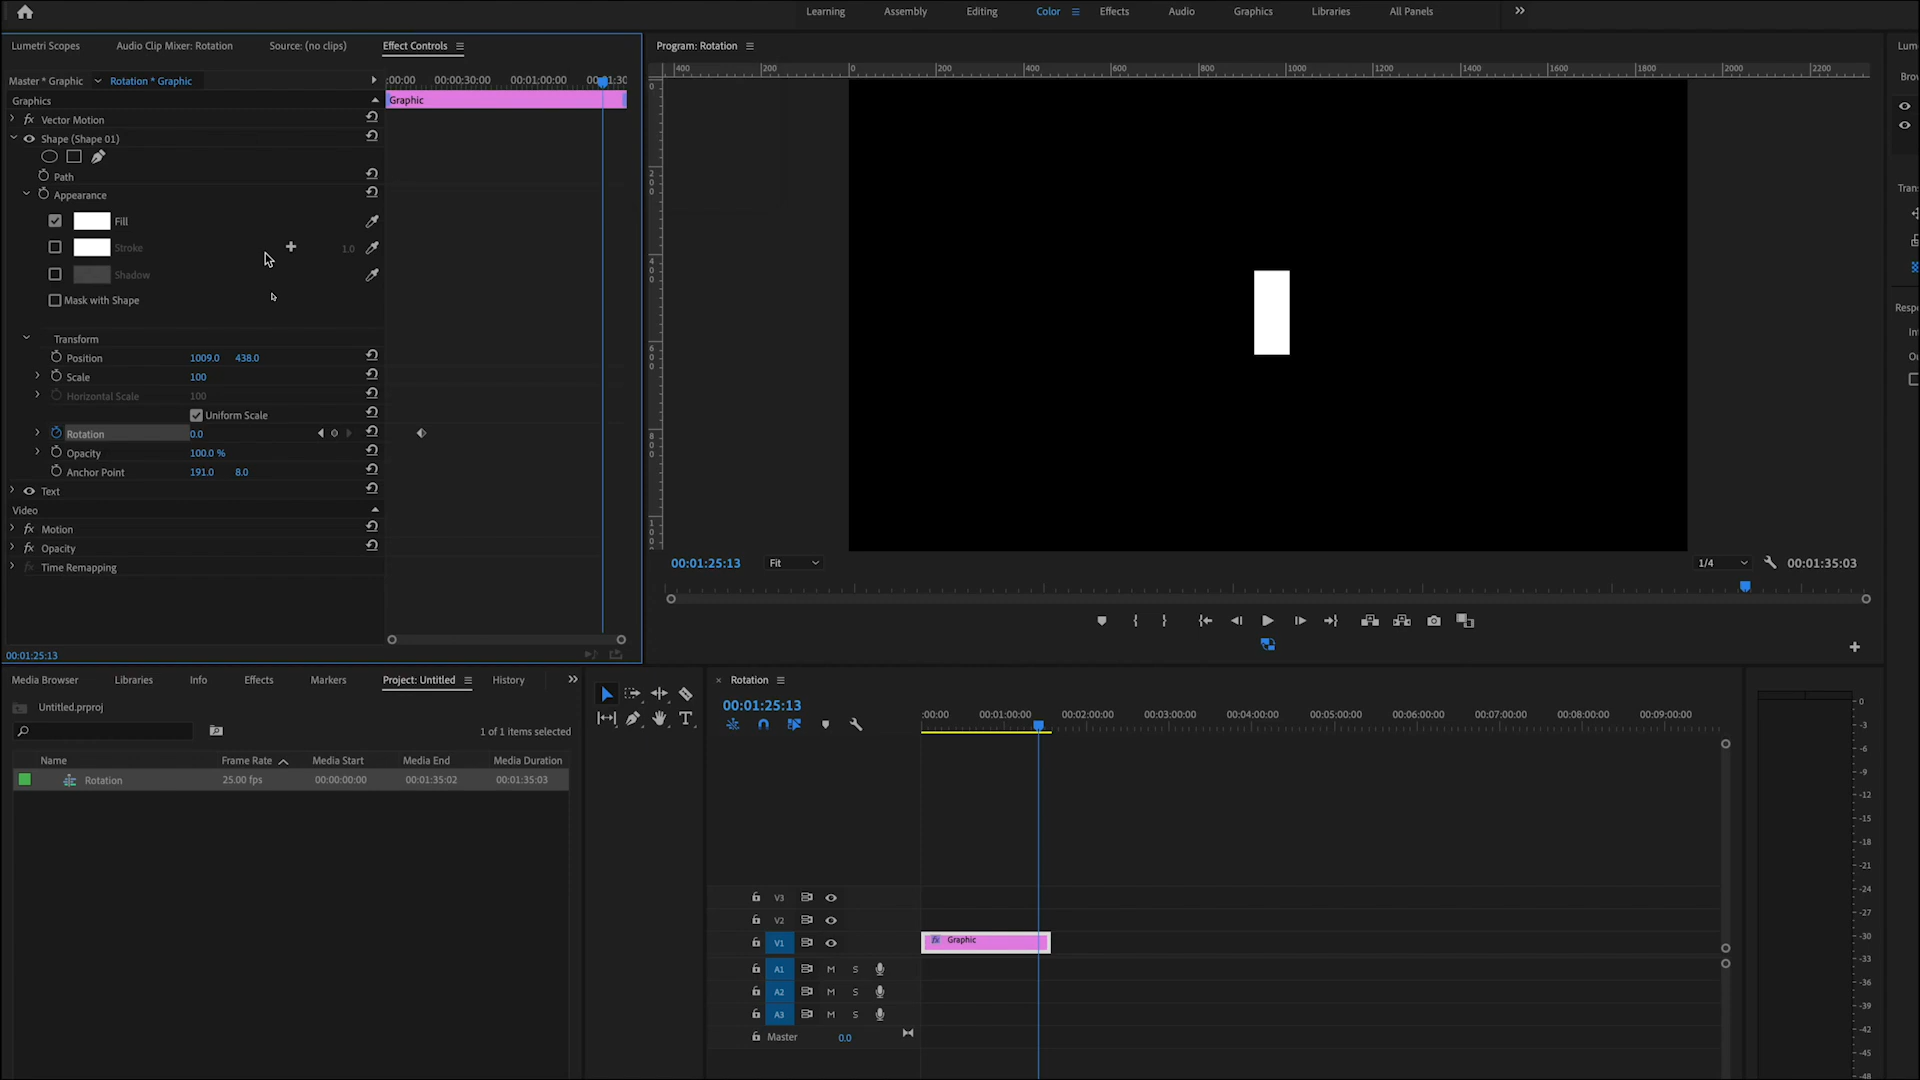 Learning Assembly Editing Color Effects Audio Graphics Libraries All Panels
Lumetri Scopes Audio Clip Mixer: Rotation Source: (no clips) Effect Controls
Program: Rotation
Lum
Master * Graphic Rotation * Graphic
:00:00 00:00:30:00 00:01:00:00 00:01:30
400 200 0 200 400 600 800 1000 1200 1400 1600 1800 2000 2200
Bro
Graphics
Graphic
Vector Motion
Shape (Shape 01)
Path
Appearance
Fill
Stroke 1.0
Shadow
Mask with Shape
Transform
Position 1009.0 438.0
Scale 100
Horizontal Scale 100
Uniform Scale
Rotation 0.0
Opacity 100.0 %
Anchor Point 191.0 8.0
Text
Video
Motion
Opacity
Time Remapping
00:01:25:13
0
200
400
600
800
Tran
Resp
In
Ou
00:01:25:13 Fit 1/4 00:01:35:03
Media Browser Libraries Info Effects Markers Project: Untitled History
Untitled.prproj
1 of 1 items selected
Name Frame Rate Media Start Media End Media Duration
Rotation 25.00 fps 00:00:00:00 00:01:35:02 00:01:35:03
Rotation
00:01:25:13
:00:00 00:01:00:00 00:02:00:00 00:03:00:00 00:04:00:00 00:05:00:00 00:06:00:00 00:07:00:00 00:08:00:00 00:09:00:00
V3
V2
V1 Graphic
A1 M S
A2 M S
A3 M S
Master 0.0
0
-3
-6
-9
-12
-15
-18
-21
-24
-27
-30
-33
-36
-39
-42
-45
-48